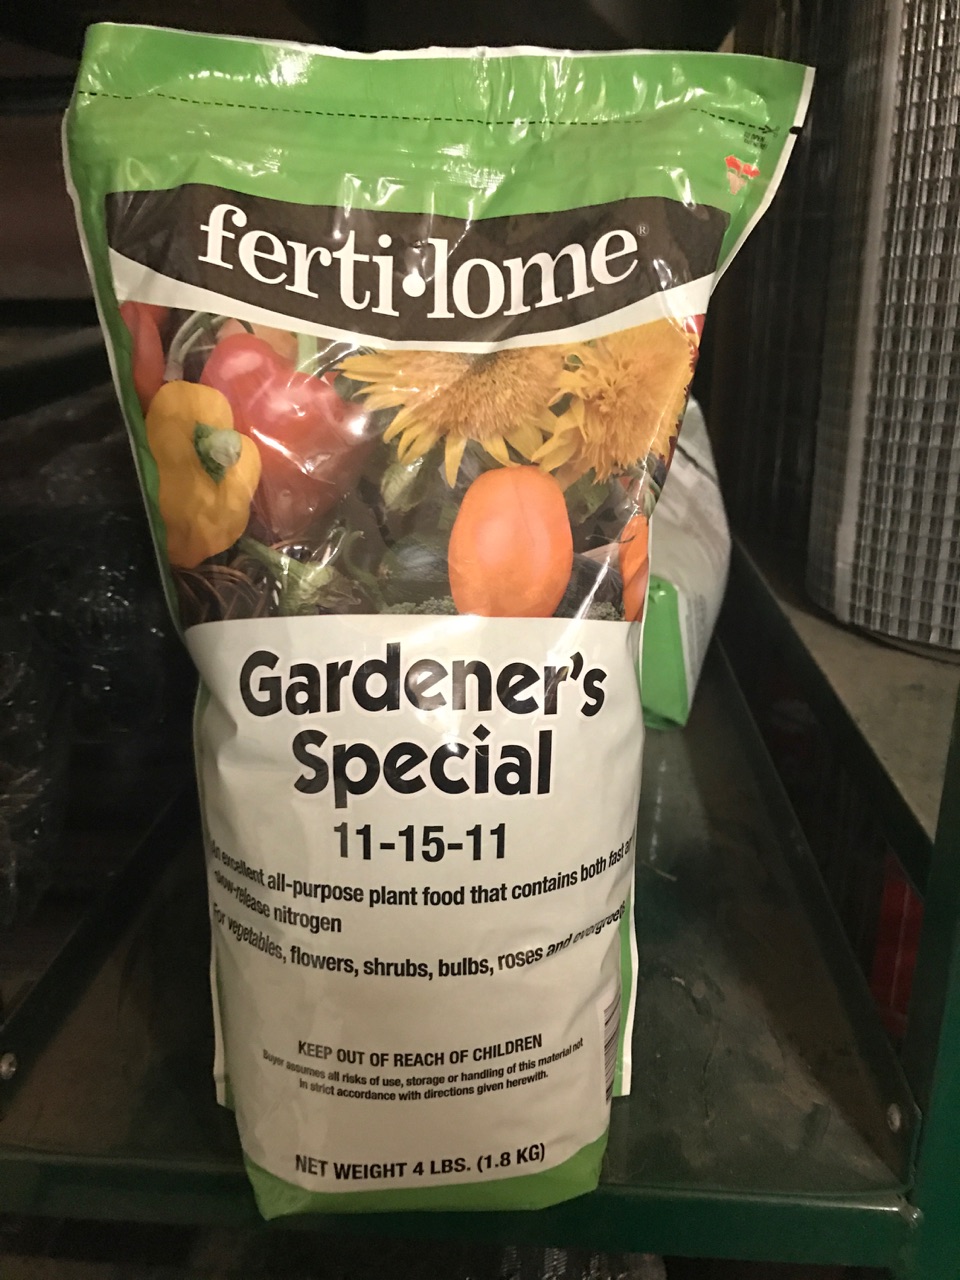 ferti•lome®
Gardener's
Special
11-15-11
An excellent all-purpose plant food that contains both fast
slow-release nitrogen
For vegetables, flowers, shrubs, bulbs, roses and evergreens
KEEP OUT OF REACH OF CHILDREN
Buyer assumes all risks of use, storage or handling of this material not
in strict accordance with directions given herewith.
NET WEIGHT 4 LBS. (1.8 KG)